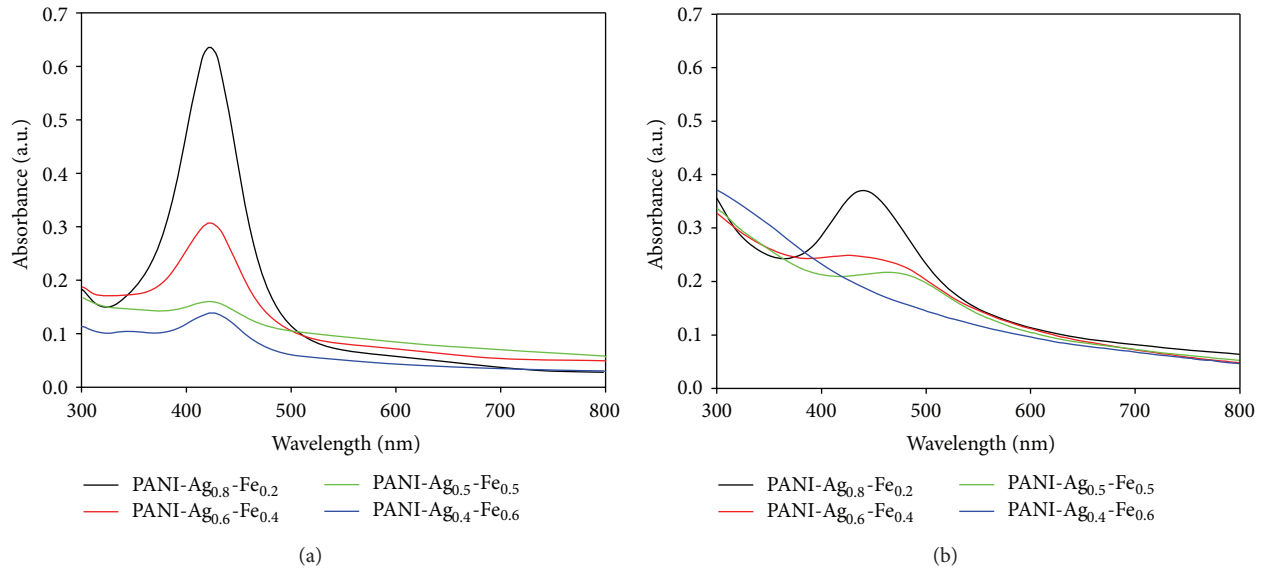 0.7
0.6
0.5
0.4
0.3
0.2
0.1
0.0
Absorbance (a.u.)
300 400 500 600 700 800
Wavelength (nm)
PANI-Ag₀.₈-Fe₀.₂
PANI-Ag₀.₆-Fe₀.₄
PANI-Ag₀.₅-Fe₀.₅
PANI-Ag₀.₄-Fe₀.₆
(a)
0.7
0.6
0.5
0.4
0.3
0.2
0.1
0.0
Absorbance (a.u.)
300 400 500 600 700 800
Wavelength (nm)
PANI-Ag₀.₈-Fe₀.₂
PANI-Ag₀.₆-Fe₀.₄
PANI-Ag₀.₅-Fe₀.₅
PANI-Ag₀.₄-Fe₀.₆
(b)